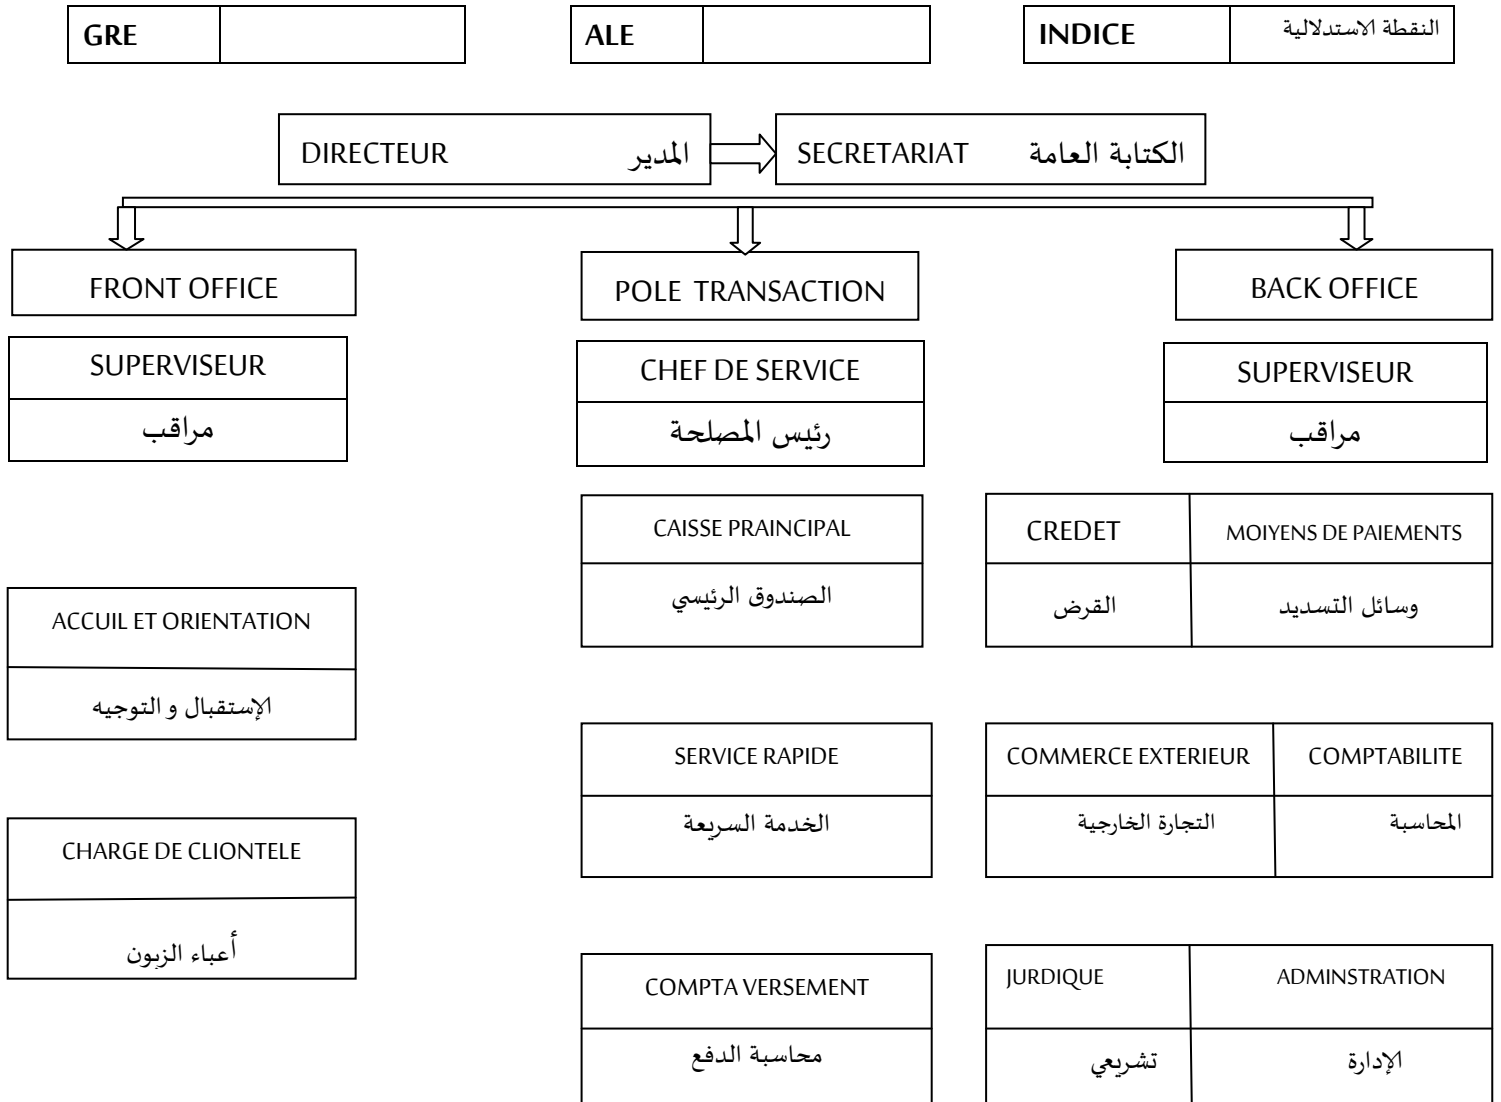 GRE
ALE
INDICE النقطة الاستدلالية
DIRECTEUR المدير
SECRETARIAT الكتابة العامة
FRONT OFFICE
POLE TRANSACTION
BACK OFFICE
SUPERVISEUR
مراقب
CHEF DE SERVICE
رئيس المصلحة
SUPERVISEUR
مراقب
ACCUIL ET ORIENTATION
الإستقبال و التوجيه
CHARGE DE CLIONTELE
أعباء الزبون
CAISSE PRAINCIPAL
الصندوق الرئيسي
SERVICE RAPIDE
الخدمة السريعة
COMPTA VERSEMENT
محاسبة الدفع
CREDET
القرض
MOIYENS DE PAIEMENTS
وسائل التسديد
COMMERCE EXTERIEUR
التجارة الخارجية
COMPTABILITE
المحاسبة
JURDIQUE
تشريعي
ADMINSTRATION
الإدارة